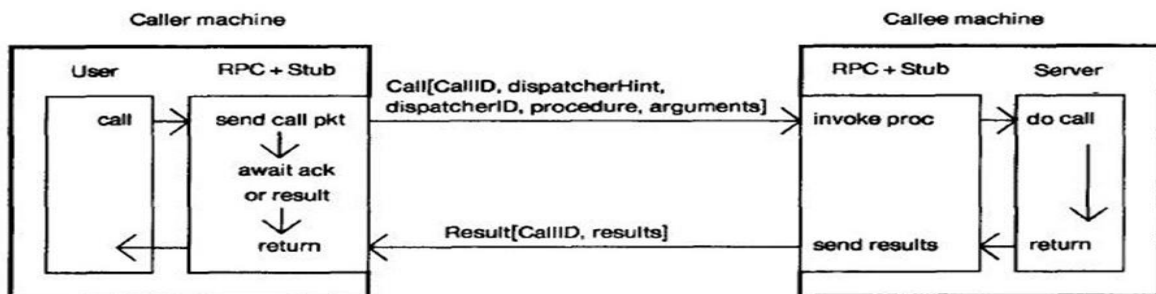 Caller machine
Callee machine
User
RPC + Stub
RPC + Stub
Server
Call[CallID, dispatcherHint,
dispatcherID, procedure, arguments]
call
send call pkt
invoke proc
do call
await ack
or result
return
Result[CallID, results]
send results
return